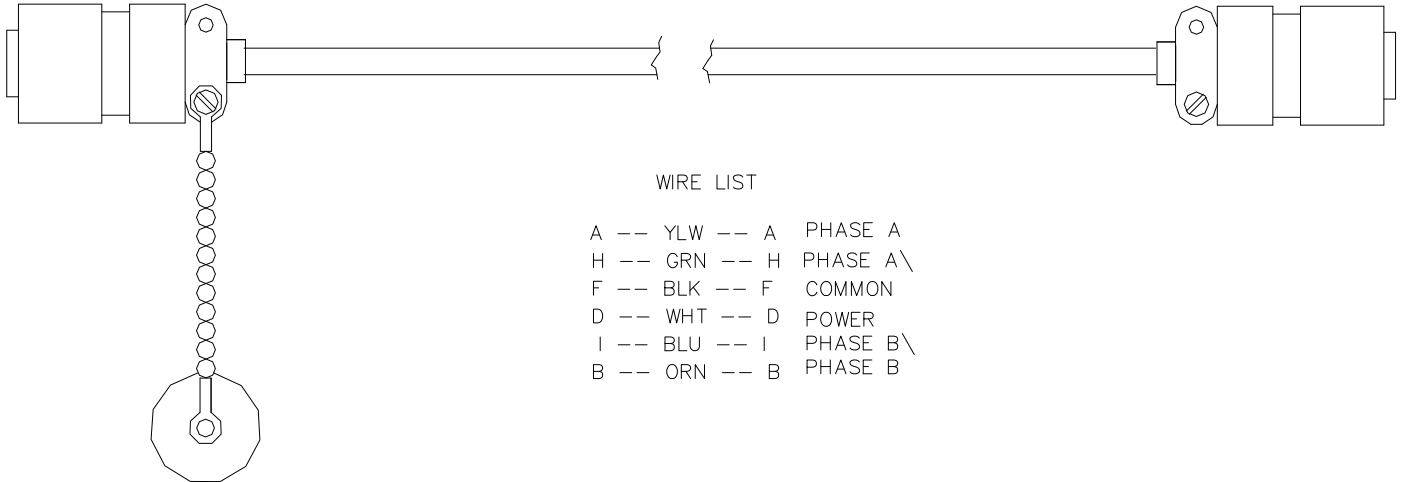 WIRE LIST
A -- YLW -- A PHASE A
H -- GRN -- H PHASE A\
F -- BLK -- F COMMON
D -- WHT -- D POWER
I -- BLU -- I PHASE B\
B -- ORN -- B PHASE B